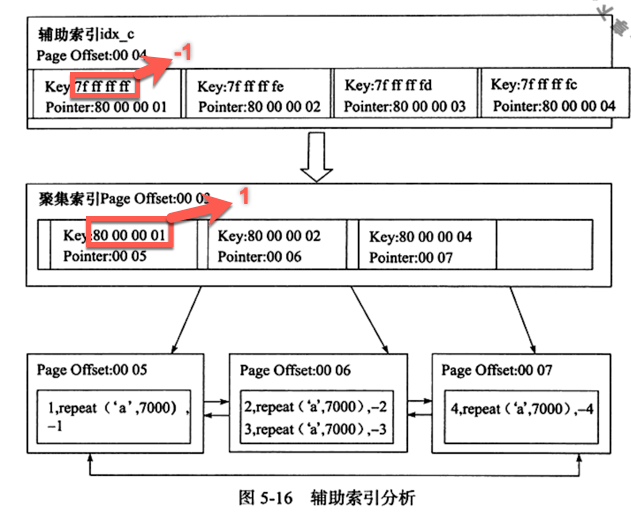 辅助索引idx_c
-1
Page Offset:00 04
Key:7f ff ff ff
Pointer:80 00 00 01
Key:7f ff ff fe
Pointer:80 00 00 02
Key:7f ff ff fd
Pointer:80 00 00 03
Key:7f ff ff fc
Pointer:80 00 00 04
聚集索引Page Offset:00 03
1
Key:80 00 00 01
Pointer:00 05
Key:80 00 00 02
Pointer:00 06
Key:80 00 00 04
Pointer:00 07
Page Offset:00 05
1,repeat（‘a’,7000）,
-1
Page Offset:00 06
2,repeat（‘a’,7000）,-2
3,repeat（‘a’,7000）,-3
Page Offset:00 07
4,repeat（‘a’,7000）,-4
图 5-16 辅助索引分析